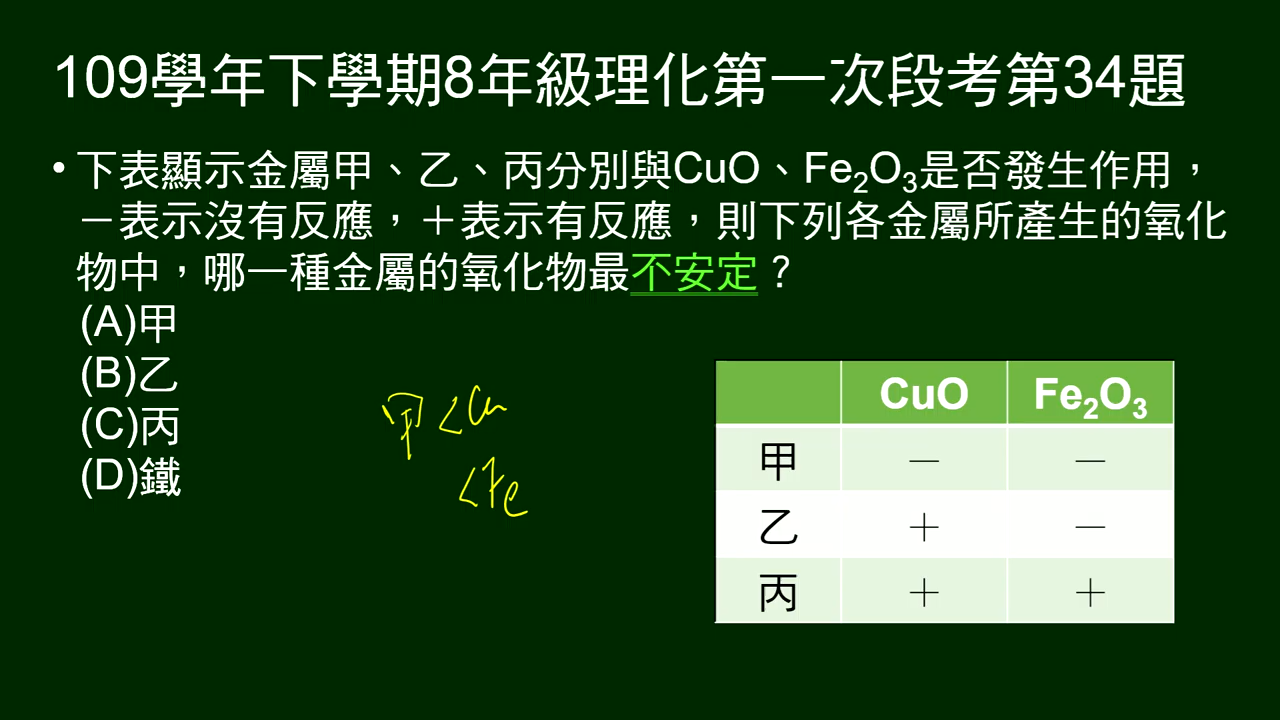 109學年下學期8年級理化第一次段考第34題
• 下表顯示金屬甲、乙、丙分別與CuO、Fe₂O₃是否發生作用，
－表示沒有反應，＋表示有反應，則下列各金屬所產生的氧化
物中，哪一種金屬的氧化物最不安定？
(A)甲
(B)乙
(C)丙
(D)鐵
甲<Cu
<Fe
CuO Fe₂O₃
甲 － －
乙 ＋ －
丙 ＋ ＋